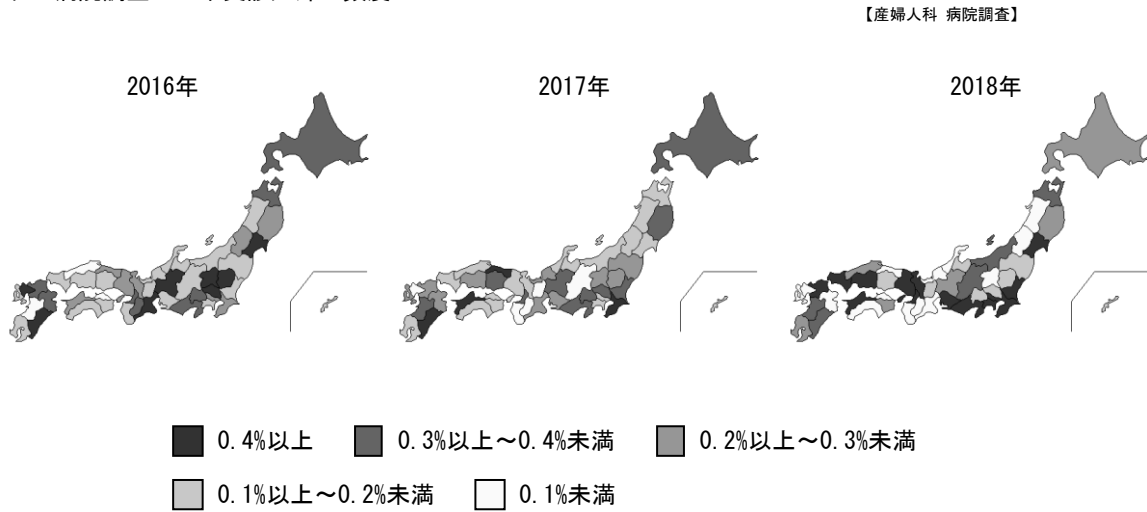 【産婦人科 病院調査】
2016年
2017年
2018年
0.4%以上
0.3%以上～0.4%未満
0.2%以上～0.3%未満
0.1%以上～0.2%未満
0.1%未満